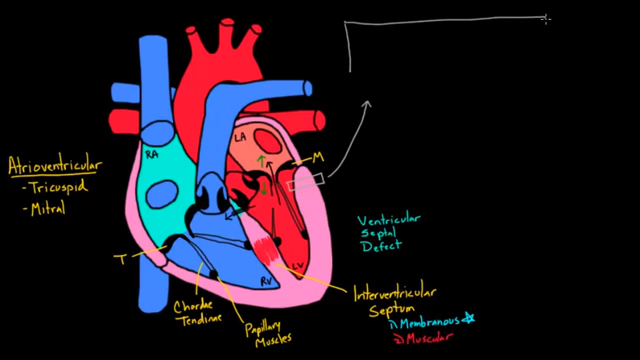 RA
LA
M
Atrioventricular
- Tricuspid
- Mitral
T
RV
LV
Ventricular
Septal
Defect
Chordae
Tendinae
Papillary
Muscles
Interventricular
Septum
1) Membranous
2) Muscular